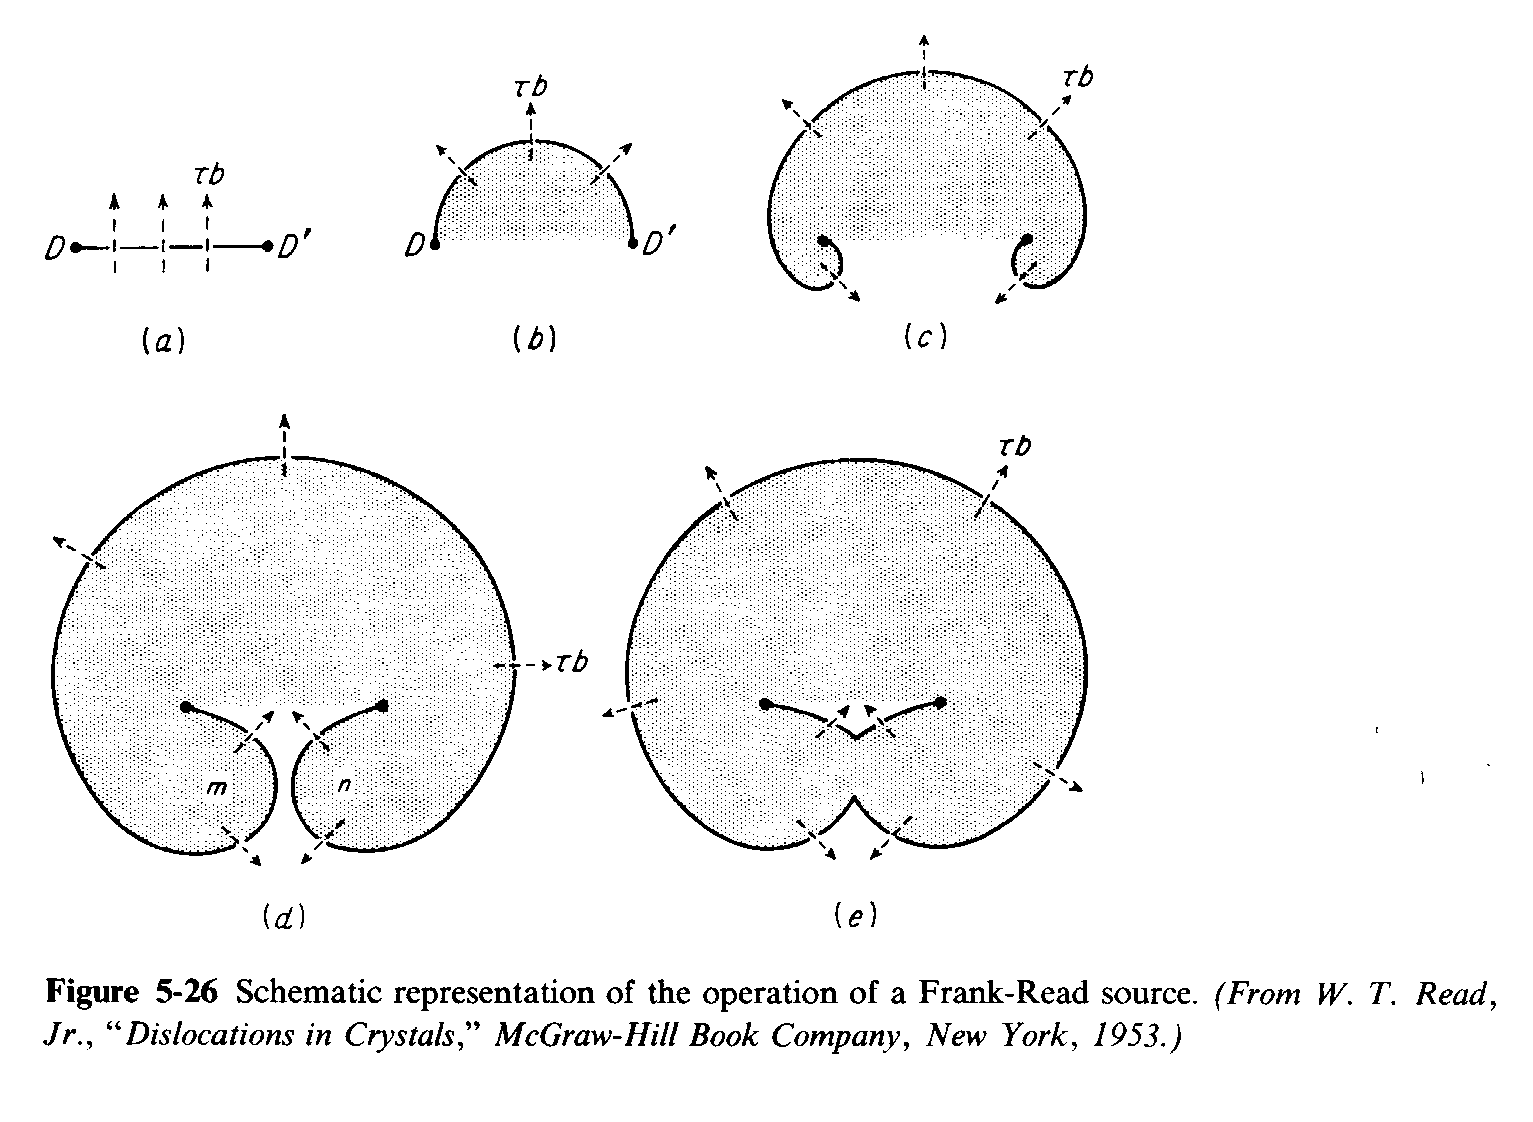 τb
τb
τb
D D'
D D'
(a)
(b)
(c)
τb
τb
m n
(d)
(e)
Figure 5-26 Schematic representation of the operation of a Frank-Read source. (From W. T. Read,
Jr., “Dislocations in Crystals,” McGraw-Hill Book Company, New York, 1953.)